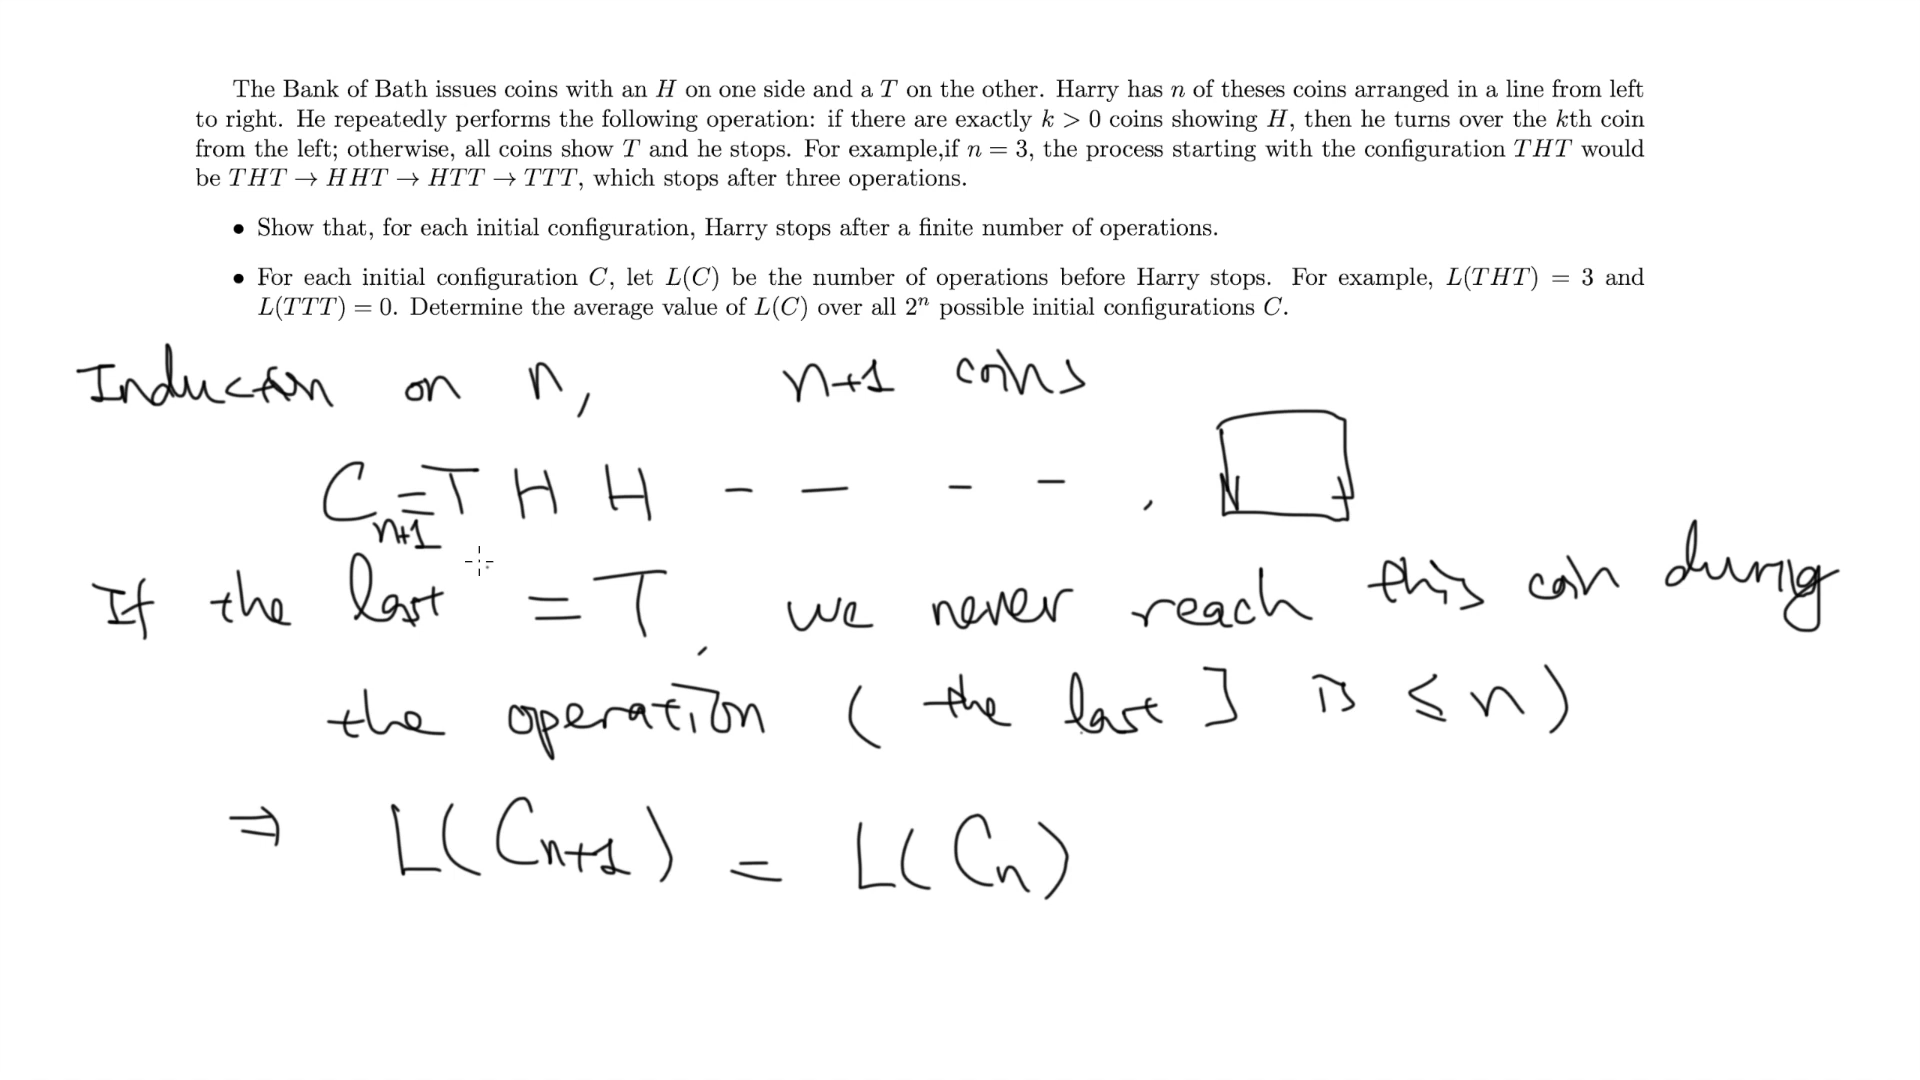 The Bank of Bath issues coins with an H on one side and a T on the other. Harry has n of theses coins arranged in a line from left
to right. He repeatedly performs the following operation: if there are exactly k > 0 coins showing H, then he turns over the kth coin
from the left; otherwise, all coins show T and he stops. For example,if n = 3, the process starting with the configuration THT would
be THT → HHT → HTT → TTT, which stops after three operations.
• Show that, for each initial configuration, Harry stops after a finite number of operations.
• For each initial configuration C, let L(C) be the number of operations before Harry stops. For example, L(THT) = 3 and
L(TTT) = 0. Determine the average value of L(C) over all 2ⁿ possible initial configurations C.
Induction on n, n+1 coins
Cₙ₊₁ = T H H - - - - .
If the last = T, we never reach this coin during
the operation ( the last ] is ≤ n)
⇒ L(Cₙ₊₁) = L(Cₙ)